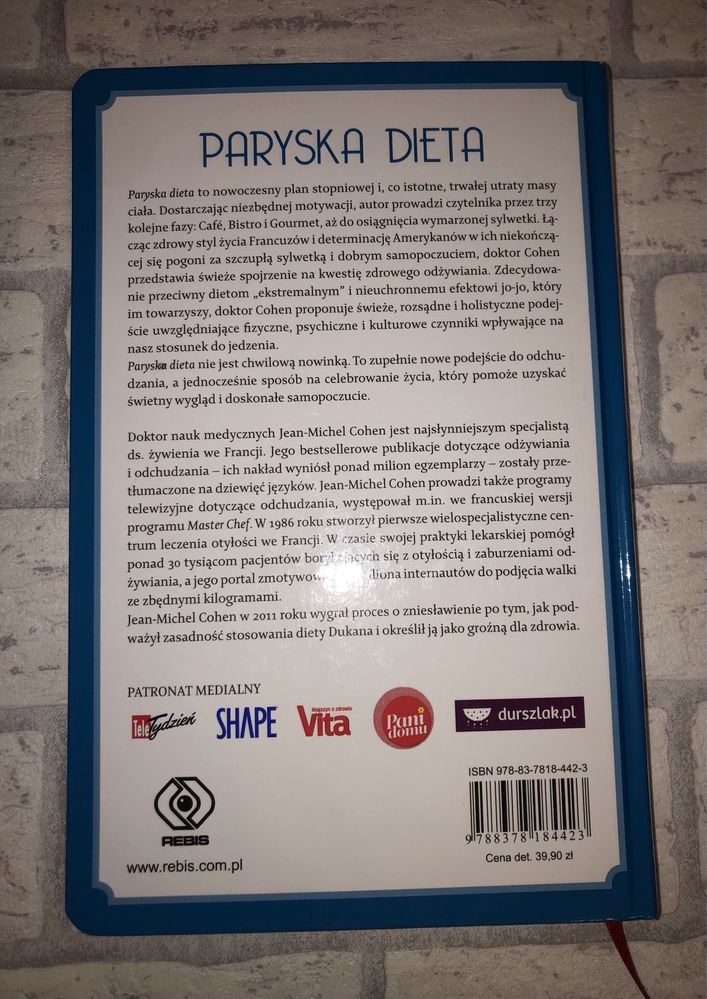 PARYSKA DIETA
Paryska dieta to nowoczesny plan stopniowej i, co istotne, trwałej utraty masy
ciała. Dostarczając niezbędnej motywacji, autor prowadzi czytelnika przez trzy
kolejne fazy: Café, Bistro i Gourmet, aż do osiągnięcia wymarzonej sylwetki. Łą-
cząc zdrowy styl życia Francuzów i determinację Amerykanów w ich niekończą-
cej się pogoni za szczupłą sylwetką i dobrym samopoczuciem, doktor Cohen
przedstawia świeże spojrzenie na kwestię zdrowego odżywiania. Zdecydowa-
nie przeciwny dietom „ekstremalnym” i nieuchronnemu efektowi jo-jo, który
im towarzyszy, doktor Cohen proponuje świeże, rozsądne i holistyczne podej-
ście uwzględniające fizyczne, psychiczne i kulturowe czynniki wpływające na
nasz stosunek do jedzenia.
Paryska dieta nie jest chwilową nowinką. To zupełnie nowe podejście do odchu-
dzania, a jednocześnie sposób na celebrowanie życia, który pomoże uzyskać
świetny wygląd i doskonałe samopoczucie.
Doktor nauk medycznych Jean-Michel Cohen jest najsłynniejszym specjalistą
ds. żywienia we Francji. Jego bestsellerowe publikacje dotyczące odżywiania
i odchudzania – ich nakład wyniósł ponad milion egzemplarzy – zostały prze-
tłumaczone na dziewięć języków. Jean-Michel Cohen prowadzi także programy
telewizyjne dotyczące odchudzania, występował m.in. we francuskiej wersji
programu Master Chef. W 1986 roku stworzył pierwsze wielospecjalistyczne cen-
trum leczenia otyłości we Francji. W czasie swojej praktyki lekarskiej pomógł
ponad 30 tysiącom pacjentów borykających się z otyłością i zaburzeniami od-
żywiania, a jego portal internautów do podjęcia walki
ze zbędnymi kilogramami.
Jean-Michel Cohen w 2011 roku wygrał proces o zniesławienie po tym, jak pod-
ważył zasadność stosowania diety Dukana i określił ją jako groźną dla zdrowia.
PATRONAT MEDIALNY
Tele Tydzień
SHAPE
Magazyn o zdrowiu
Vita
Pani
domu
durszlak.pl
REBIS
www.rebis.com.pl
ISBN 978-83-7818-442-3
9 788378 184423
Cena det. 39,90 zł